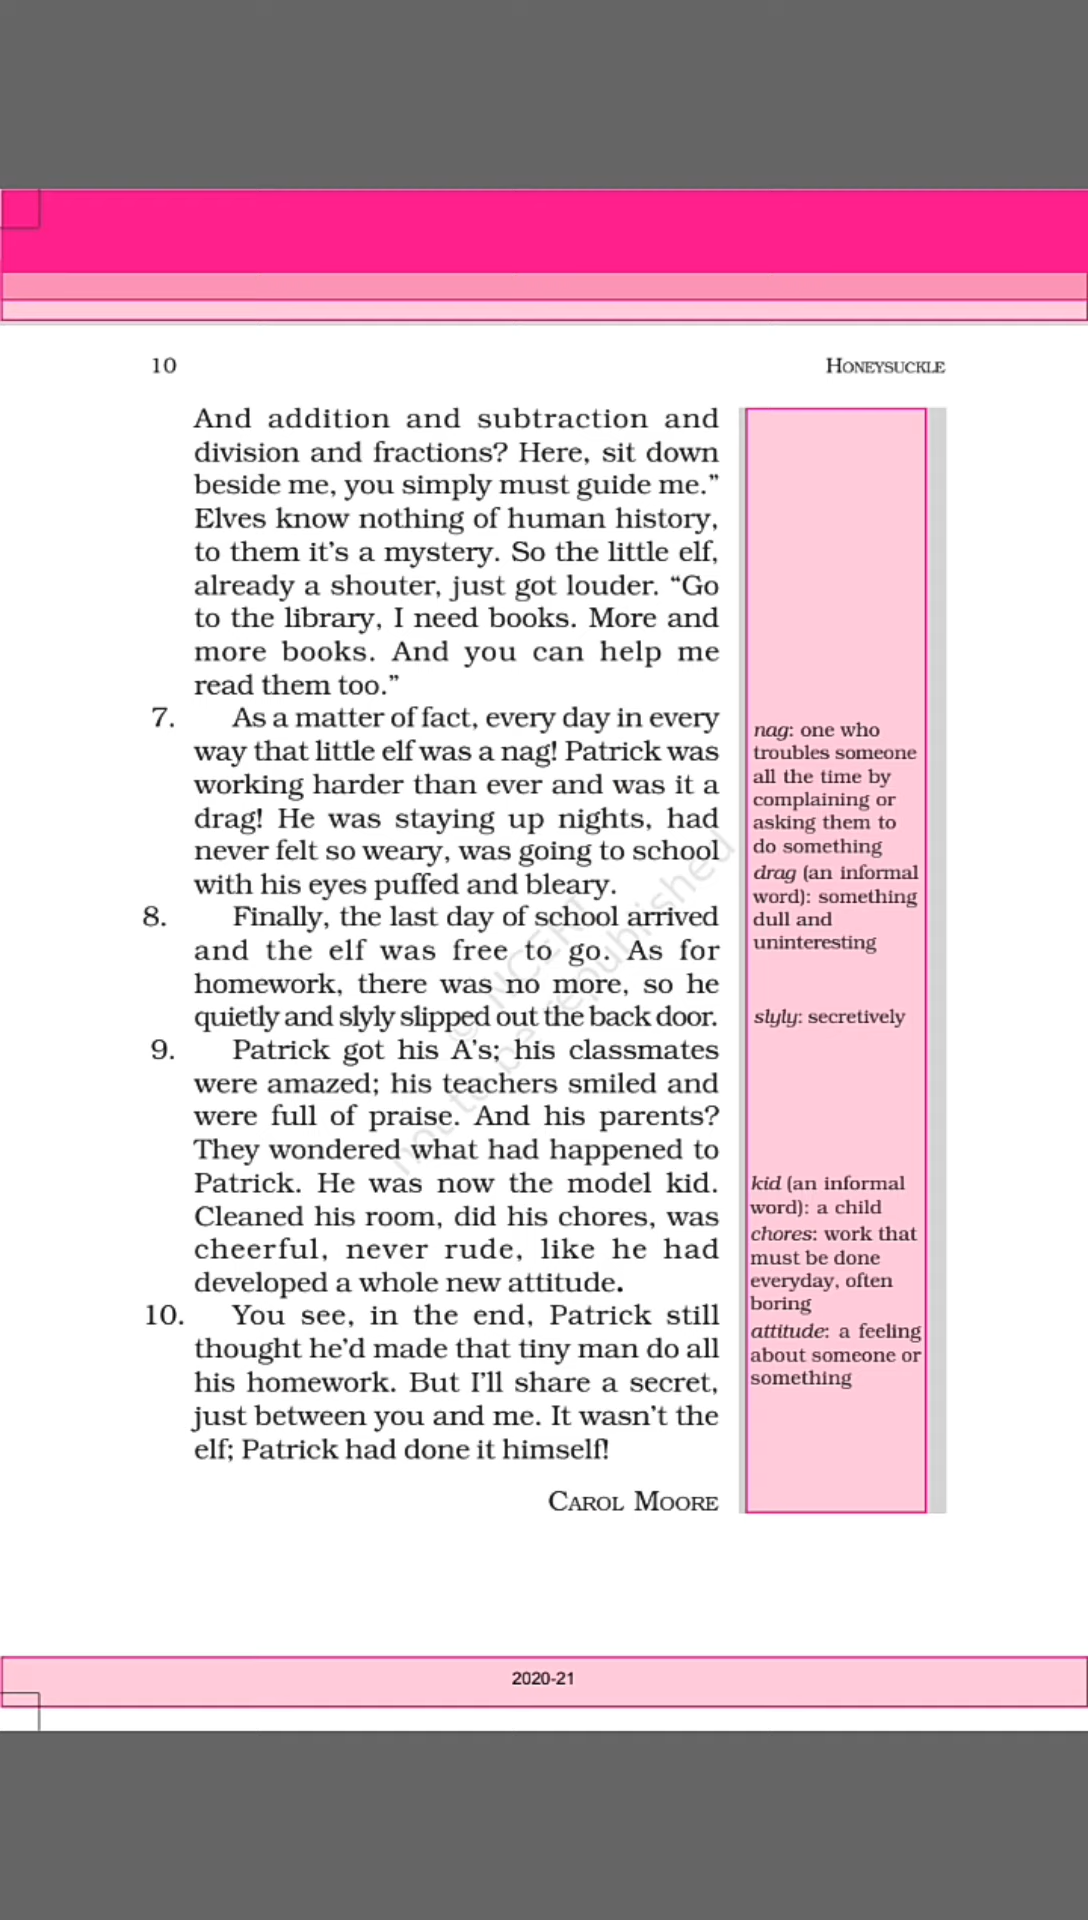 10
HONEYSUCKLE
And addition and subtraction and
division and fractions? Here, sit down
beside me, you simply must guide me.”
Elves know nothing of human history,
to them it’s a mystery. So the little elf,
already a shouter, just got louder. “Go
to the library, I need books. More and
more books. And you can help me
read them too.”
7. As a matter of fact, every day in every
way that little elf was a nag! Patrick was
working harder than ever and was it a
drag! He was staying up nights, had
never felt so weary, was going to school
with his eyes puffed and bleary.
8. Finally, the last day of school arrived
and the elf was free to go. As for
homework, there was no more, so he
quietly and slyly slipped out the back door.
9. Patrick got his A’s; his classmates
were amazed; his teachers smiled and
were full of praise. And his parents?
They wondered what had happened to
Patrick. He was now the model kid.
Cleaned his room, did his chores, was
cheerful, never rude, like he had
developed a whole new attitude.
10. You see, in the end, Patrick still
thought he’d made that tiny man do all
his homework. But I’ll share a secret,
just between you and me. It wasn’t the
elf; Patrick had done it himself!
CAROL MOORE
nag: one who
troubles someone
all the time by
complaining or
asking them to
do something
drag (an informal
word): something
dull and
uninteresting
slyly: secretively
kid (an informal
word): a child
chores: work that
must be done
everyday, often
boring
attitude: a feeling
about someone or
something
© NCERT
not to be republished
2020-21